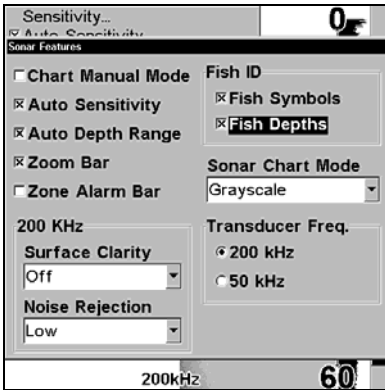 Sensitivity...
Auto Sensitivity
0 F
Sonar Features
Chart Manual Mode
Auto Sensitivity
Auto Depth Range
Zoom Bar
Zone Alarm Bar
Fish ID
Fish Symbols
Fish Depths
Sonar Chart Mode
Grayscale
200 KHz
Surface Clarity
Off
Noise Rejection
Low
Transducer Freq.
200 kHz
50 kHz
200kHz
60